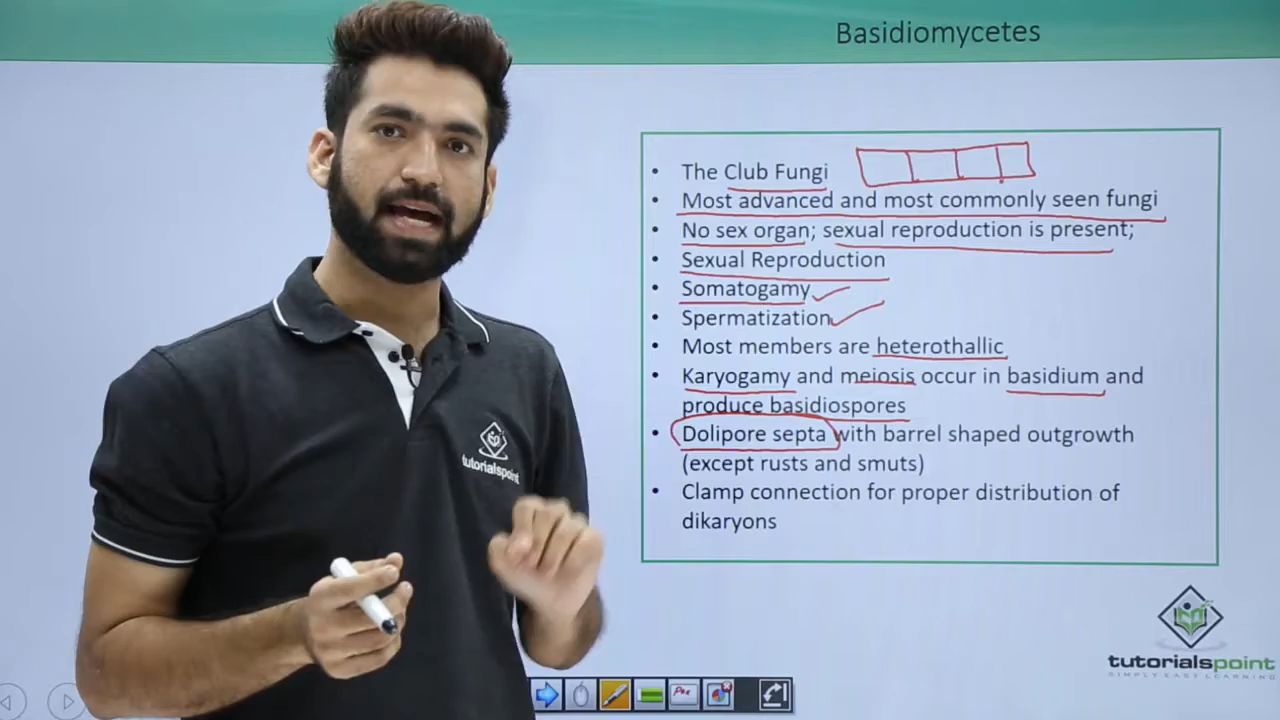 Basidiomycetes
• The Club Fungi
• Most advanced and most commonly seen fungi
• No sex organ; sexual reproduction is present;
• Sexual Reproduction
• Somatogamy
• Spermatization
• Most members are heterothallic
• Karyogamy and meiosis occur in basidium and
produce basidiospores
• Dolipore septa with barrel shaped outgrowth
(except rusts and smuts)
• Clamp connection for proper distribution of
dikaryons
tutorialspoint
tutorialspoint
SIMPLY EASY LEARNING
Pen